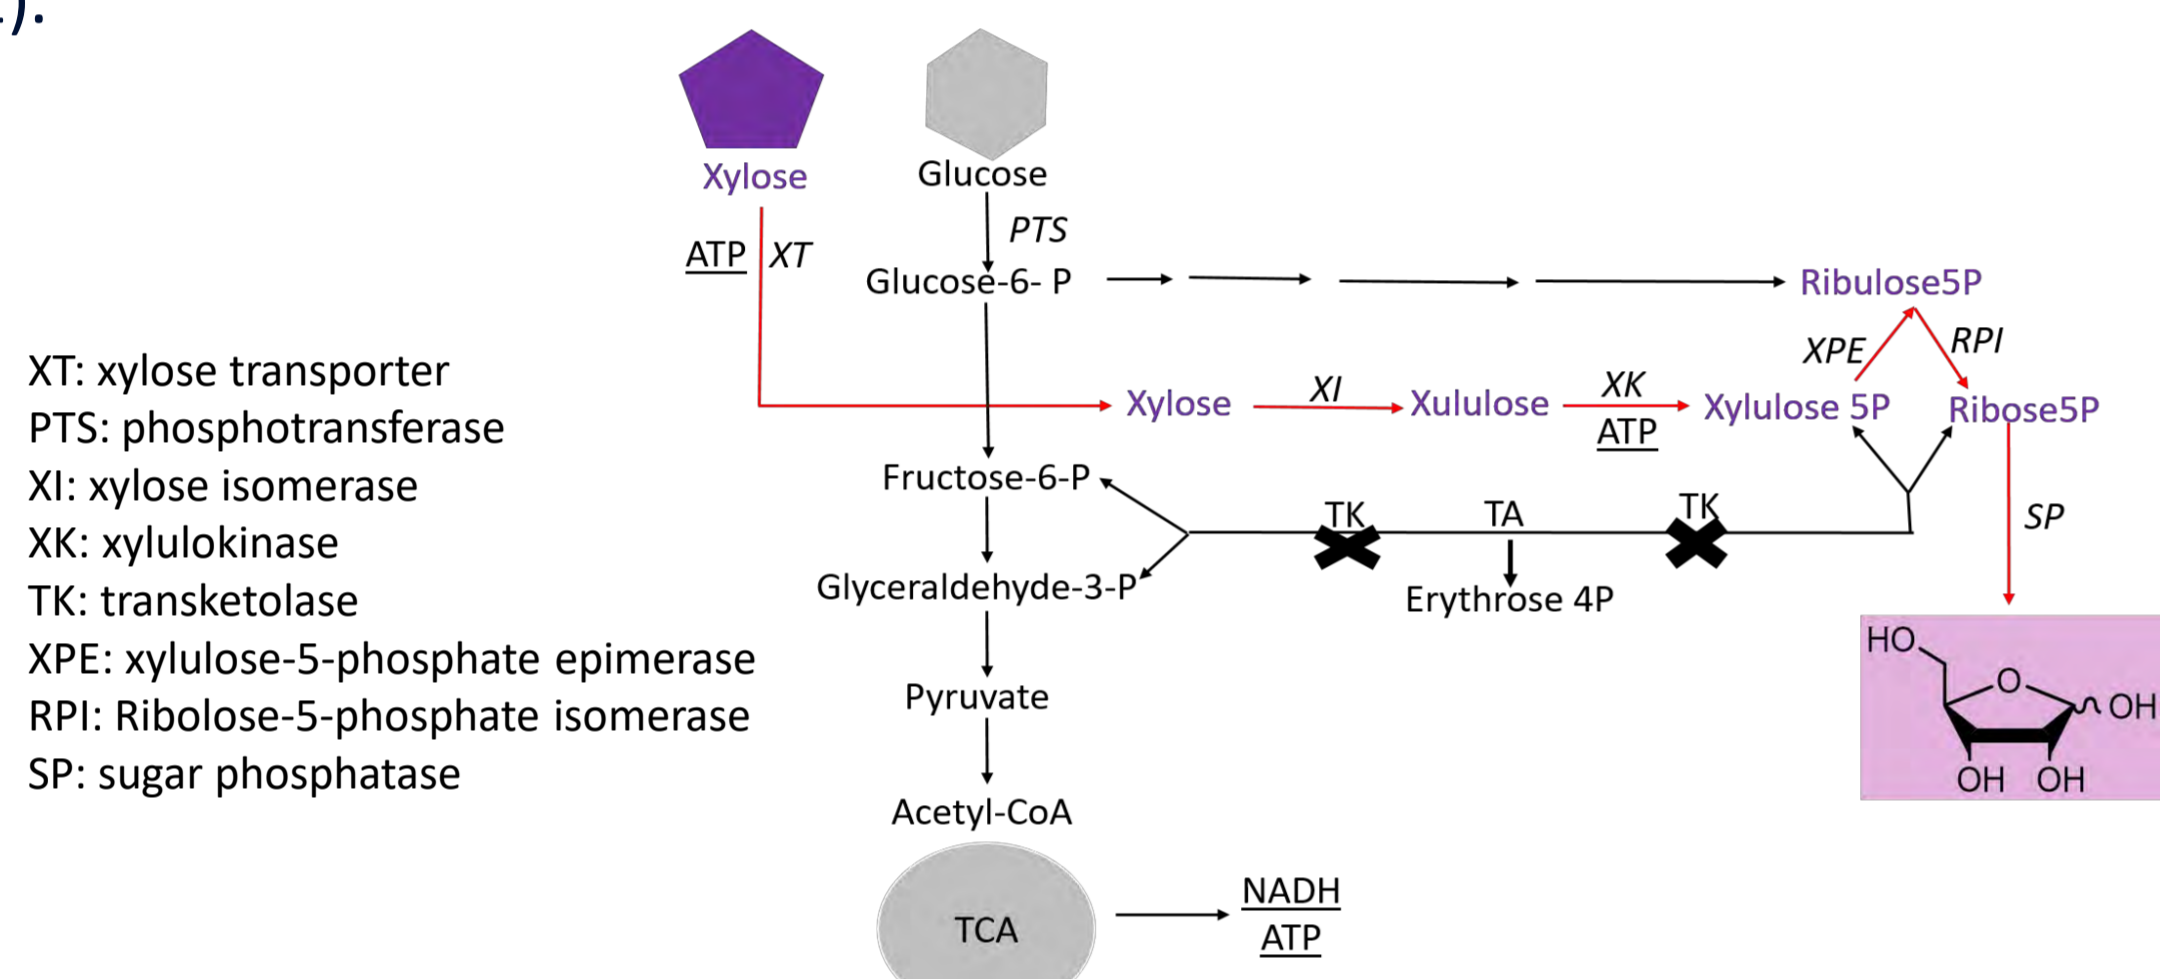 ).
Xylose
Glucose
ATP XT
PTS
Glucose-6- P
Ribulose5P
XPE
RPI
Xylose
XI
Xululose
XK
ATP
Xylulose 5P
Ribose5P
Fructose-6-P
TK
TA
TK
SP
Glyceraldehyde-3-P
Erythrose 4P
Pyruvate
Acetyl-CoA
TCA
NADH
ATP
HO
O
OH
OH OH
XT: xylose transporter
PTS: phosphotransferase
XI: xylose isomerase
XK: xylulokinase
TK: transketolase
XPE: xylulose-5-phosphate epimerase
RPI: Ribolose-5-phosphate isomerase
SP: sugar phosphatase